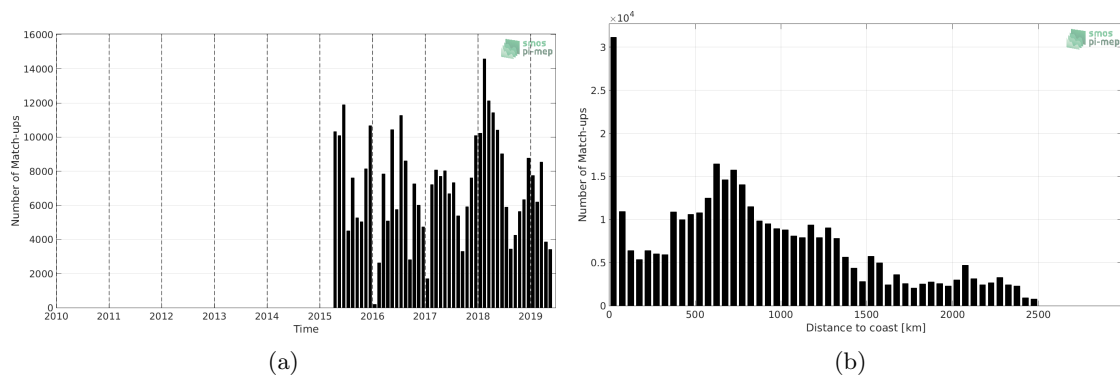 16000
14000
12000
10000
8000
6000
4000
2000
0
Number of Match-ups
2010 2011 2012 2013 2014 2015 2016 2017 2018 2019
Time
smos
pi-mep
(a)
×10⁴
3
2.5
2
1.5
1
0.5
0
Number of Match-ups
0 500 1000 1500 2000 2500
Distance to coast [km]
smos
pi-mep
(b)